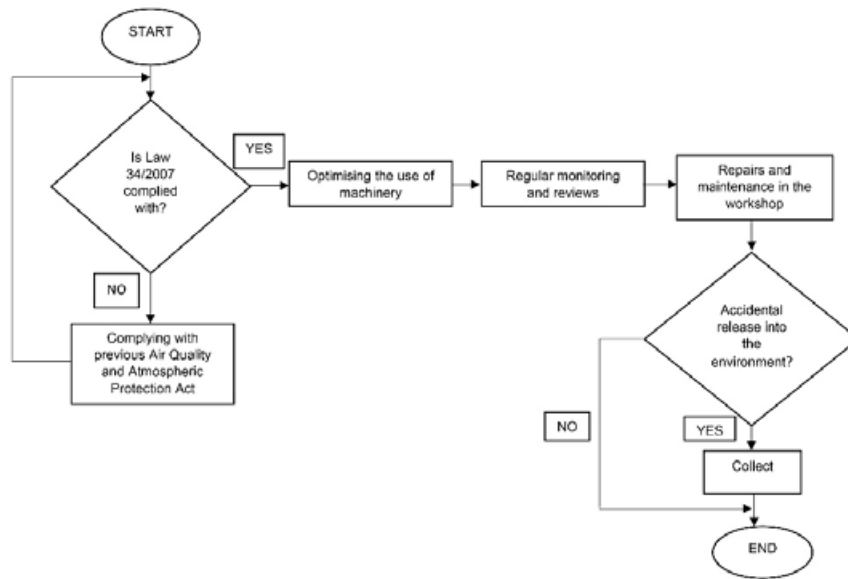 START
Is Law
34/2007
complied
with?
YES
Optimising the use of
machinery
Regular monitoring
and reviews
Repairs and
maintenance in the
workshop
NO
Complying with
previous Air Quality
and Atmospheric
Protection Act
Accidental
release into
the
environment?
NO
YES
Collect
END